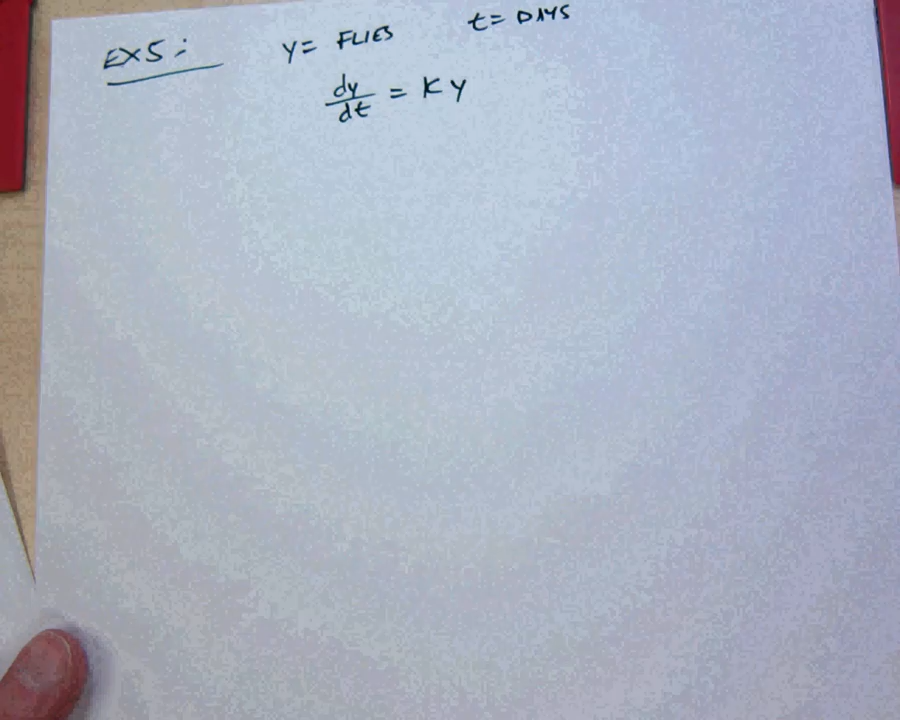 EX5: y = FLIES t = DAYS
dy/dt = Ky